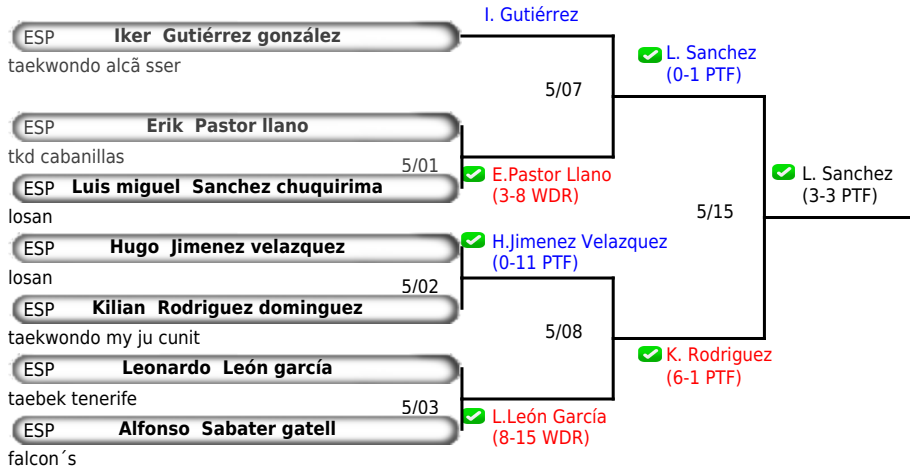 I. Gutiérrez
ESP Iker Gutiérrez gonzález
taekwondo alcã sser
L. Sanchez
(0-1 PTF)
5/07
ESP Erik Pastor llano
tkd cabanillas
5/01
E.Pastor Llano
(3-8 WDR)
ESP Luis miguel Sanchez chuquirima
losan
L. Sanchez
(3-3 PTF)
5/15
ESP Hugo Jimenez velazquez
losan
H.Jimenez Velazquez
(0-11 PTF)
5/02
ESP Kilian Rodriguez dominguez
taekwondo my ju cunit
5/08
K. Rodriguez
(6-1 PTF)
ESP Leonardo León garcía
taebek tenerife
5/03
L.León García
(8-15 WDR)
ESP Alfonso Sabater gatell
falcon´s